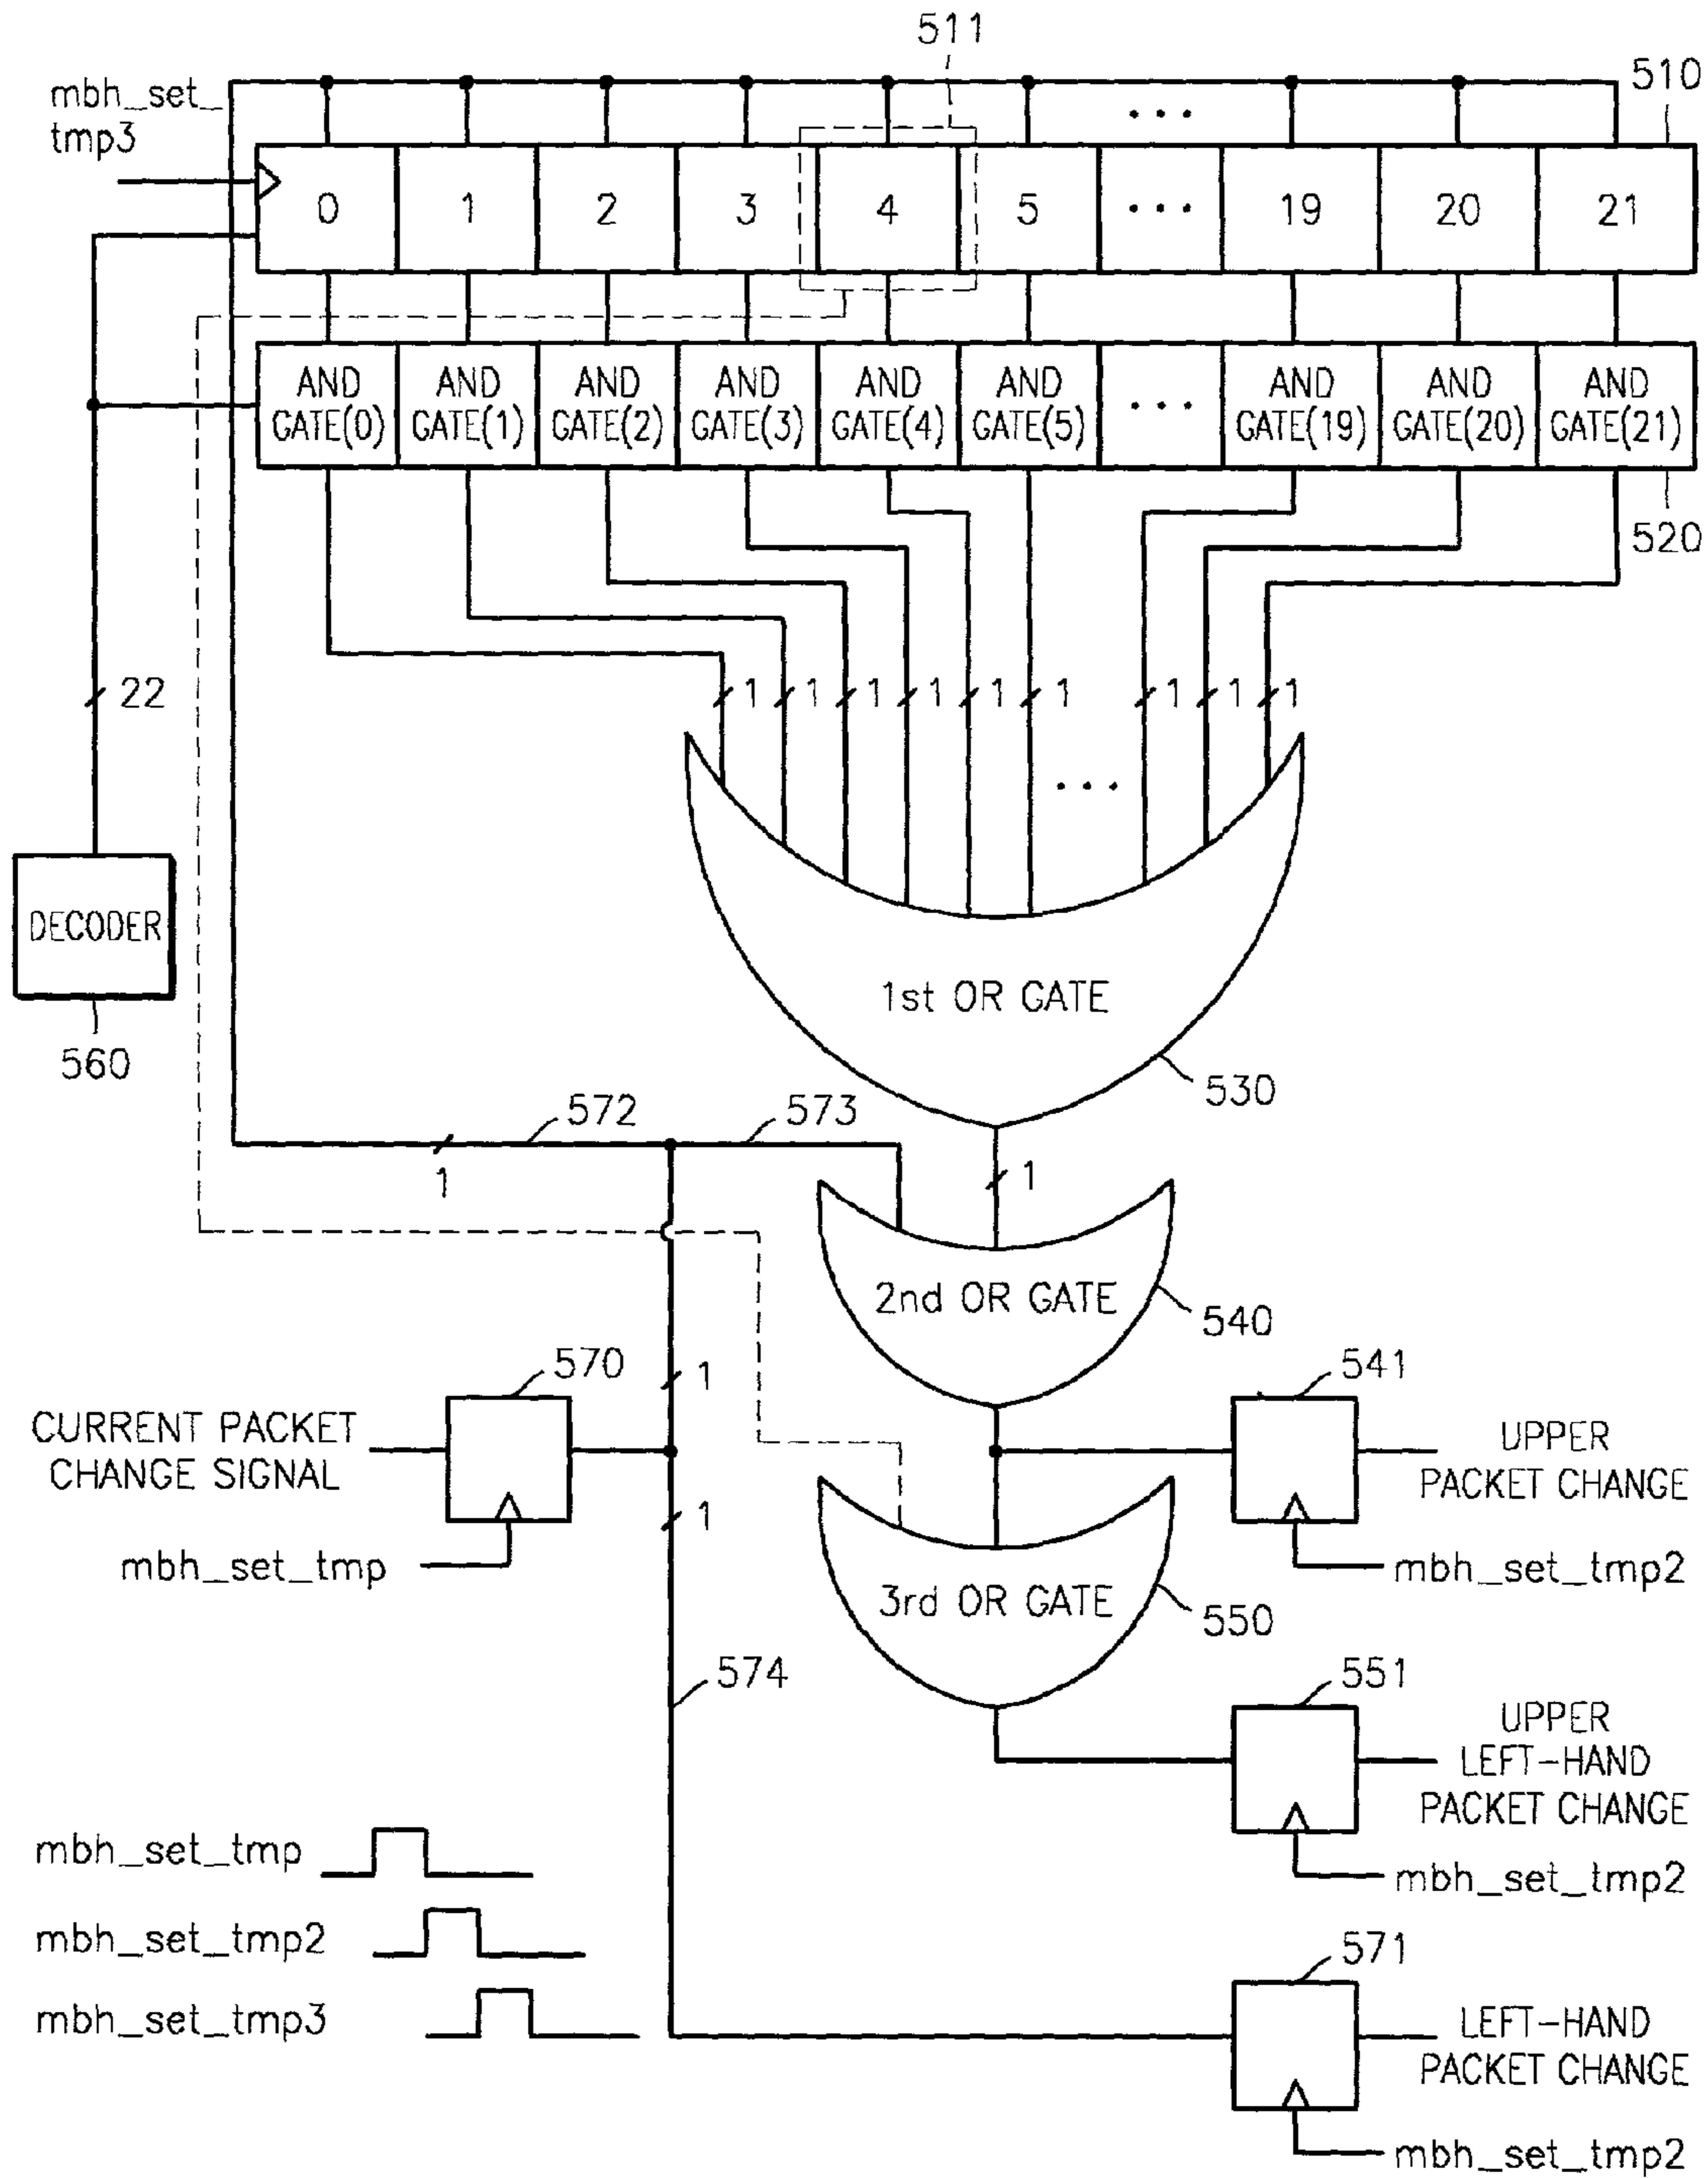 511
mbh_set_
tmp3
510
0 1 2 3 4 5 ... 19 20 21
AND GATE(0)
AND GATE(1)
AND GATE(2)
AND GATE(3)
AND GATE(4)
AND GATE(5)
...
AND GATE(19)
AND GATE(20)
AND GATE(21)
520
22
1 1 1 1 1 1 1 1 1
...
DECODER
560
1st OR GATE
530
572
573
1
1
2nd OR GATE
540
570
1
541
CURRENT PACKET
CHANGE SIGNAL
UPPER
PACKET CHANGE
1
mbh_set_tmp
mbh_set_tmp2
3rd OR GATE
550
574
551
UPPER
LEFT-HAND
PACKET CHANGE
mbh_set_tmp
mbh_set_tmp2
mbh_set_tmp2
571
mbh_set_tmp3
LEFT-HAND
PACKET CHANGE
mbh_set_tmp2